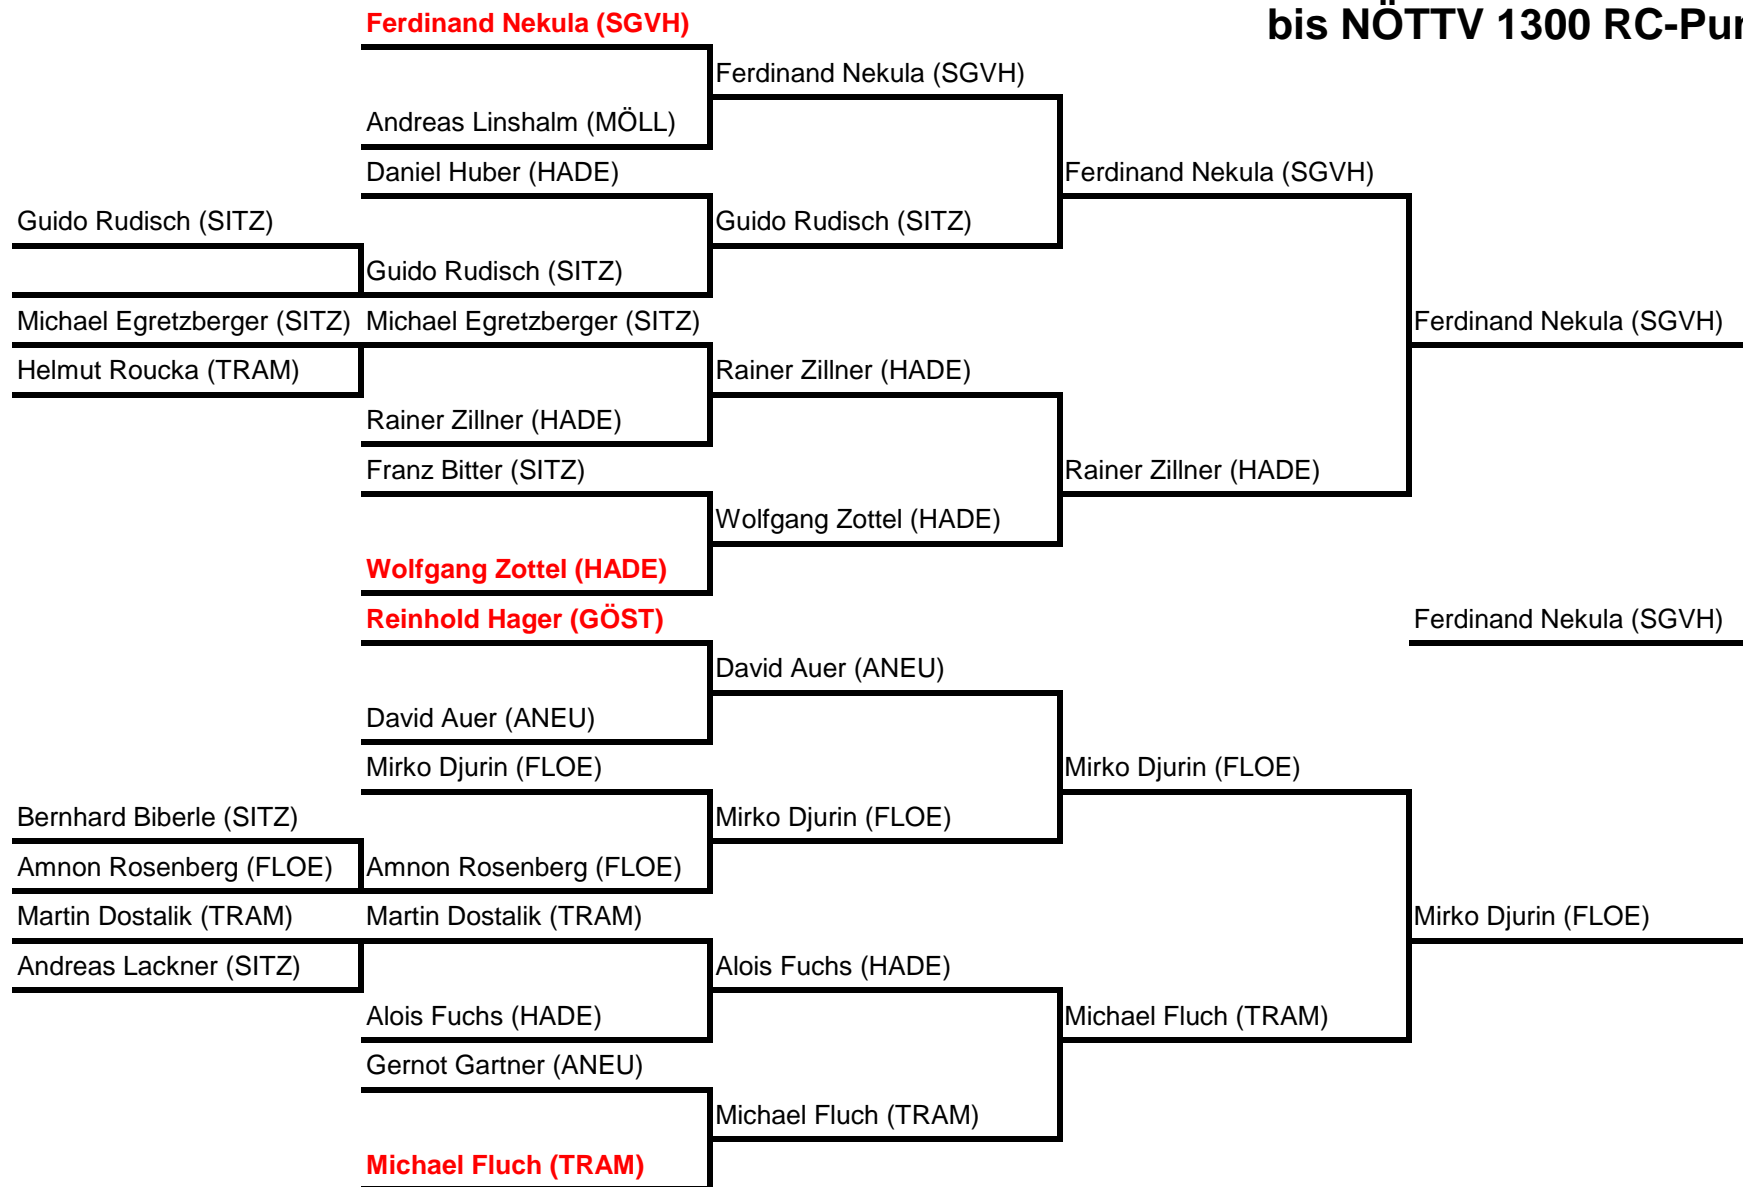 Ferdinand Nekula (SGVH)
bis NÖTTV 1300 RC-Pu
Ferdinand Nekula (SGVH)
Andreas Linshalm (MÖLL)
Daniel Huber (HADE)
Ferdinand Nekula (SGVH)
Guido Rudisch (SITZ)
Guido Rudisch (SITZ)
Guido Rudisch (SITZ)
Michael Egretzberger (SITZ)
Michael Egretzberger (SITZ)
Ferdinand Nekula (SGVH)
Helmut Roucka (TRAM)
Rainer Zillner (HADE)
Rainer Zillner (HADE)
Franz Bitter (SITZ)
Rainer Zillner (HADE)
Wolfgang Zottel (HADE)
Wolfgang Zottel (HADE)
Reinhold Hager (GÖST)
Ferdinand Nekula (SGVH)
David Auer (ANEU)
David Auer (ANEU)
Mirko Djurin (FLOE)
Mirko Djurin (FLOE)
Bernhard Biberle (SITZ)
Mirko Djurin (FLOE)
Amnon Rosenberg (FLOE)
Amnon Rosenberg (FLOE)
Martin Dostalik (TRAM)
Martin Dostalik (TRAM)
Mirko Djurin (FLOE)
Andreas Lackner (SITZ)
Alois Fuchs (HADE)
Alois Fuchs (HADE)
Michael Fluch (TRAM)
Gernot Gartner (ANEU)
Michael Fluch (TRAM)
Michael Fluch (TRAM)